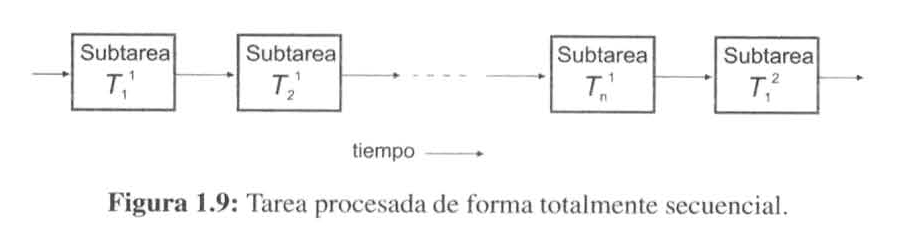 Subtarea Subtarea Subtarea Subtarea
T₁¹ T₂¹ Tₙ¹ T₁²
tiempo
Figura 1.9: Tarea procesada de forma totalmente secuencial.